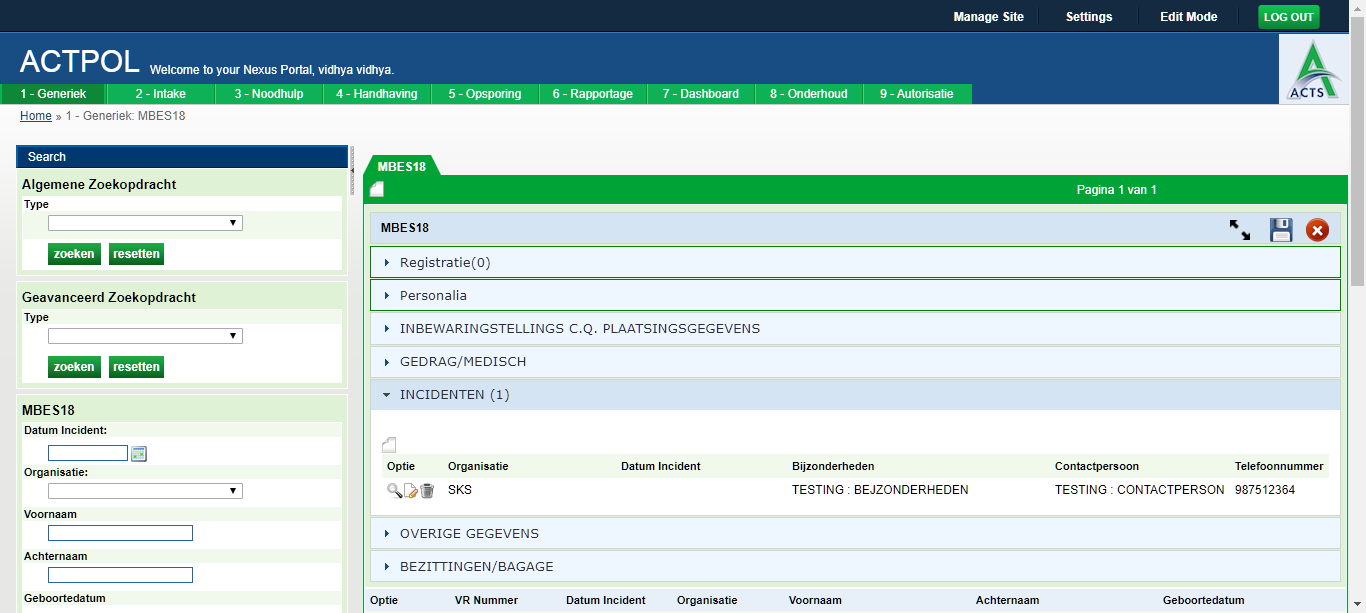 Manage Site Settings Edit Mode LOG OUT
ACTPOL Welcome to your Nexus Portal, vidhya vidhya.
ACTS
1 - Generiek 2 - Intake 3 - Noodhulp 4 - Handhaving 5 - Opsporing 6 - Rapportage 7 - Dashboard 8 - Onderhoud 9 - Autorisatie
Home » 1 - Generiek: MBES18
Search
Algemene Zoekopdracht
Type
zoeken resetten
Geavanceerd Zoekopdracht
Type
zoeken resetten
MBES18
Datum Incident:
Organisatie:
Voornaam
Achternaam
Geboortedatum
MBES18
Pagina 1 van 1
MBES18
Registratie(0)
Personalia
INBEWARINGSTELLINGS C.Q. PLAATSINGSGEGEVENS
GEDRAG/MEDISCH
INCIDENTEN (1)
Optie Organisatie Datum Incident Bijzonderheden Contactpersoon Telefoonnummer
SKS TESTING : BEJZONDERHEDEN TESTING : CONTACTPERSON 987512364
OVERIGE GEGEVENS
BEZITTINGEN/BAGAGE
Optie VR Nummer Datum Incident Organisatie Voornaam Achternaam Geboortedatum